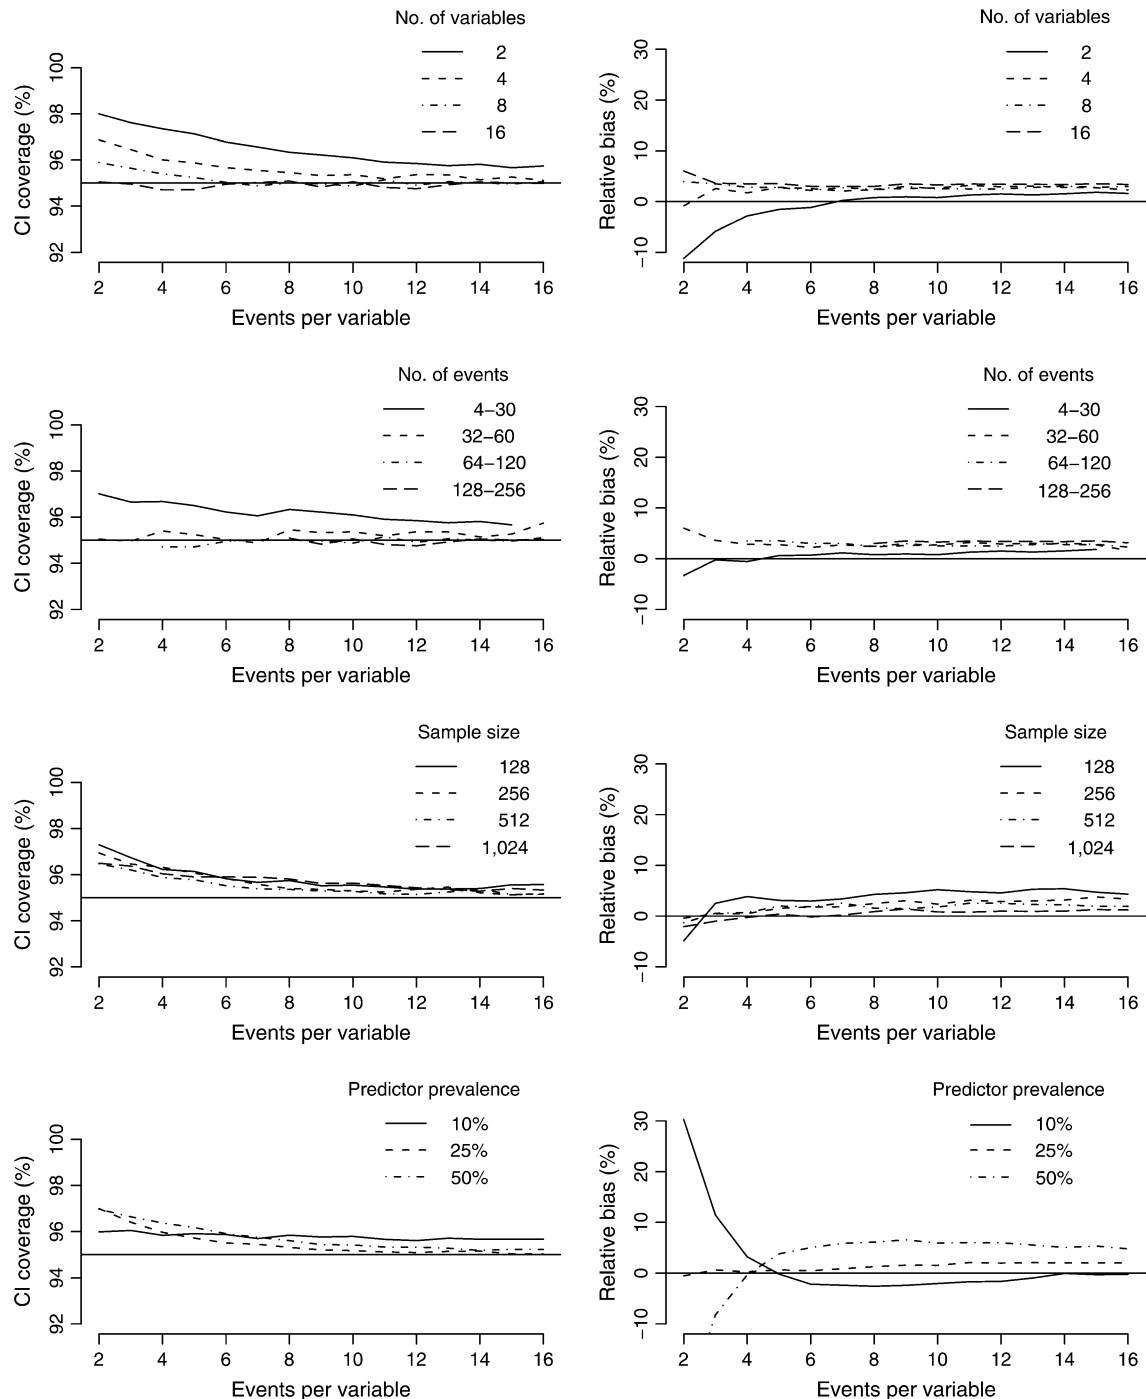 No. of variables
2
4
8
16
CI coverage (%)
100
98
96
94
92
2 4 6 8 10 12 14 16
Events per variable
No. of variables
2
4
8
16
Relative bias (%)
30
20
10
0
−10
2 4 6 8 10 12 14 16
Events per variable
No. of events
4−30
32−60
64−120
128−256
CI coverage (%)
100
98
96
94
92
2 4 6 8 10 12 14 16
Events per variable
No. of events
4−30
32−60
64−120
128−256
Relative bias (%)
30
20
10
0
−10
2 4 6 8 10 12 14 16
Events per variable
Sample size
128
256
512
1,024
CI coverage (%)
100
98
96
94
92
2 4 6 8 10 12 14 16
Events per variable
Sample size
128
256
512
1,024
Relative bias (%)
30
20
10
0
−10
2 4 6 8 10 12 14 16
Events per variable
Predictor prevalence
10%
25%
50%
CI coverage (%)
100
98
96
94
92
2 4 6 8 10 12 14 16
Events per variable
Predictor prevalence
10%
25%
50%
Relative bias (%)
30
20
10
0
−10
2 4 6 8 10 12 14 16
Events per variable